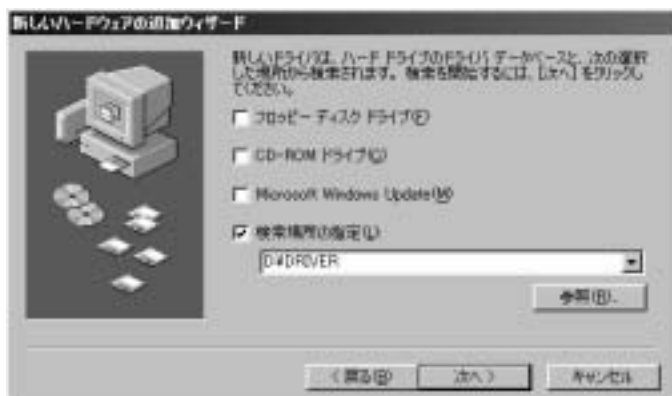 新しいハードウェアの追加ウィザード
新しいドライバは、ハード ドライブのドライバ データベースと、次の選択
した場所から検索されます。検索を開始するには、[次へ] をクリックし
てください。
フロッピー ディスク ドライブ(F)
CD-ROM ドライブ(C)
Microsoft Windows Update(M)
検索場所の指定(L)
D:¥DRIVER
参照(R)...
< 戻る(B)
次へ >
キャンセル